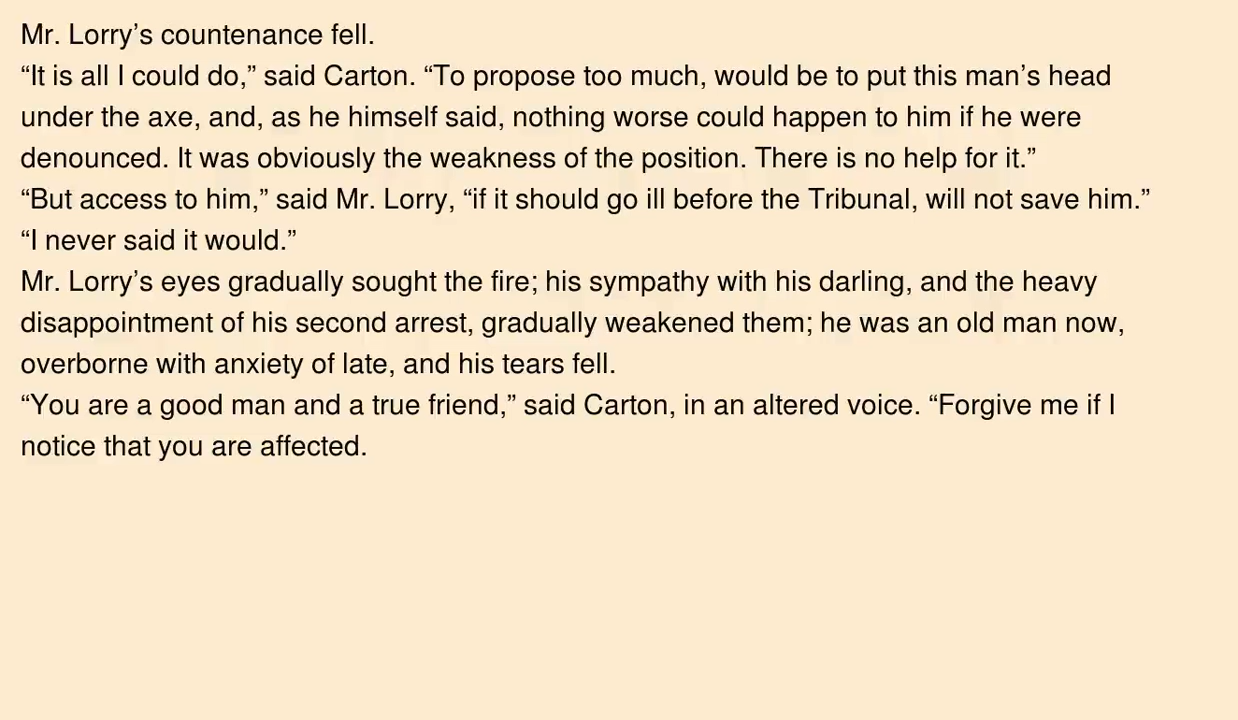 Mr. Lorry’s countenance fell.
“It is all I could do,” said Carton. “To propose too much, would be to put this man’s head
under the axe, and, as he himself said, nothing worse could happen to him if he were
denounced. It was obviously the weakness of the position. There is no help for it.”
“But access to him,” said Mr. Lorry, “if it should go ill before the Tribunal, will not save him.”
“I never said it would.”
Mr. Lorry’s eyes gradually sought the fire; his sympathy with his darling, and the heavy
disappointment of his second arrest, gradually weakened them; he was an old man now,
overborne with anxiety of late, and his tears fell.
“You are a good man and a true friend,” said Carton, in an altered voice. “Forgive me if I
notice that you are affected.